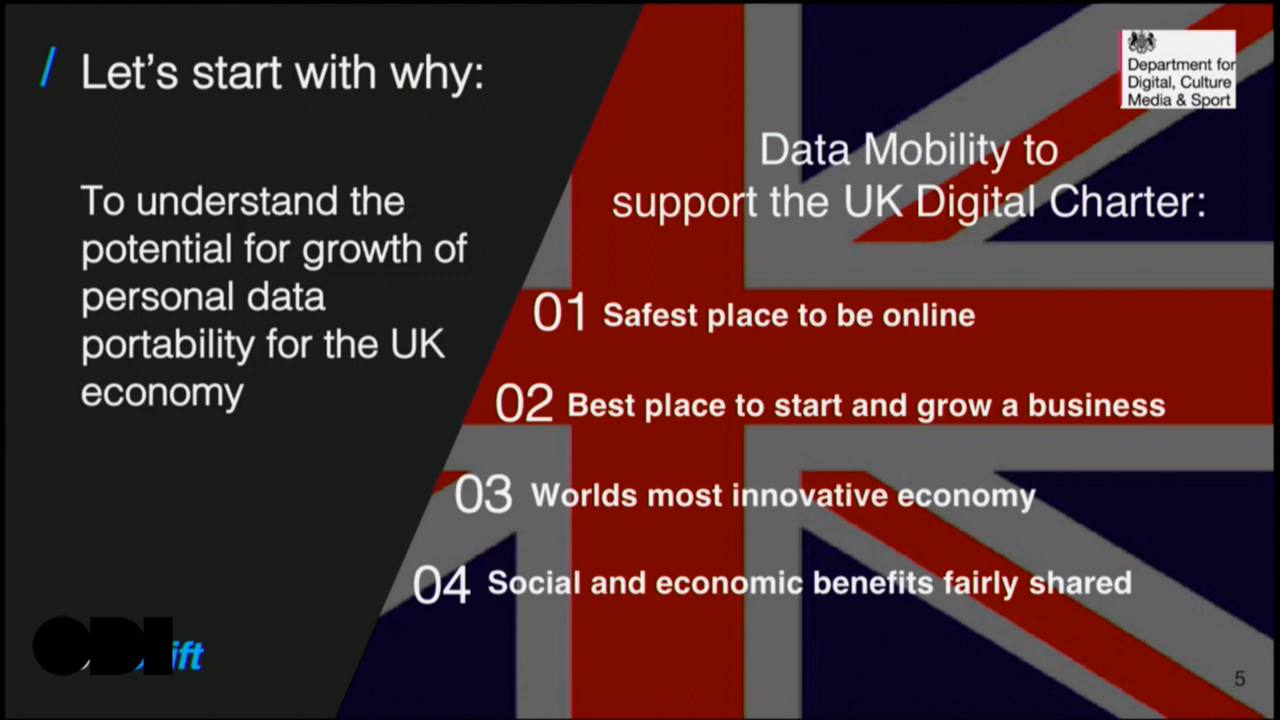 / Let's start with why:
To understand the
potential for growth of
personal data
portability for the UK
economy
Department for
Digital, Culture
Media & Sport
Data Mobility to
support the UK Digital Charter:
01 Safest place to be online
02 Best place to start and grow a business
03 Worlds most innovative economy
04 Social and economic benefits fairly shared
ODI
5